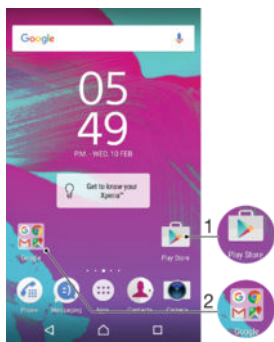 Google
05
49
P.M. - WED, 10 FEB
Get to know your
Xperia™
Google
Play Store
1
Play Store
2
Google
Phone
Messaging
Apps
Contacts
Camera